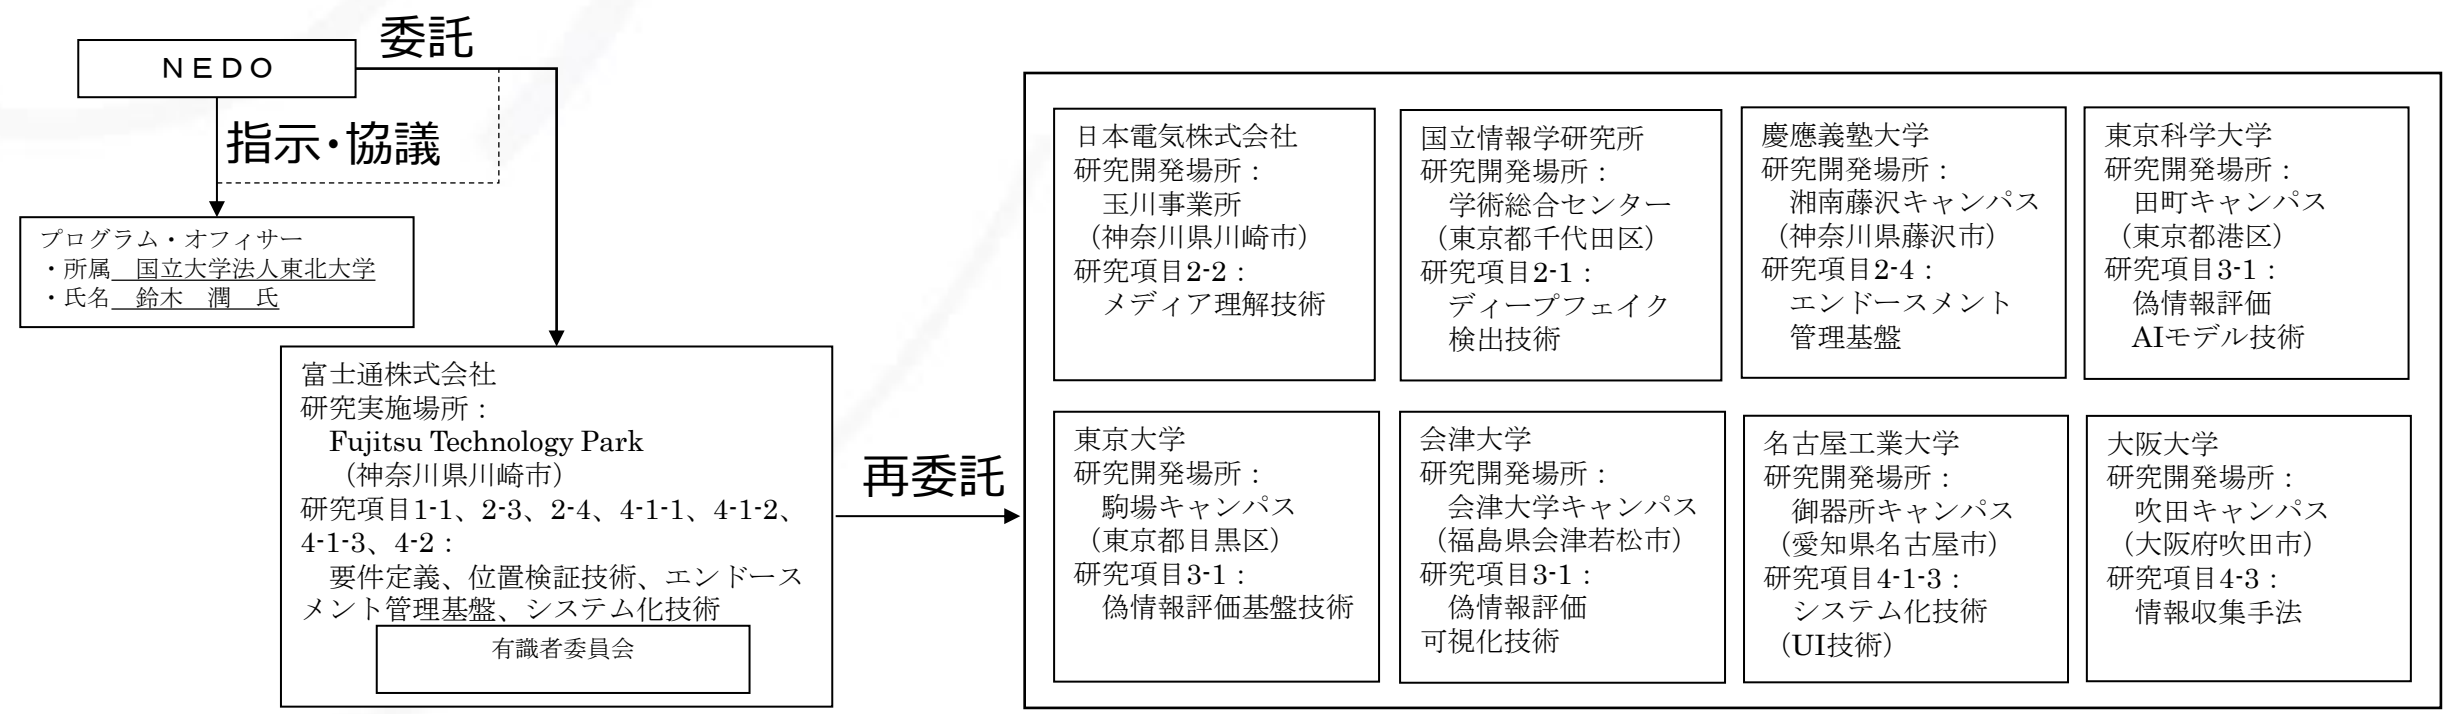 NEDO
委託
指示・協議
プログラム・オフィサー
・所属　国立大学法人東北大学
・氏名　鈴木　潤　氏
富士通株式会社
研究実施場所：
Fujitsu Technology Park
（神奈川県川崎市）
研究項目1-1、2-3、2-4、4-1-1、4-1-2、
4-1-3、4-2：
要件定義、位置検証技術、エンドース
メント管理基盤、システム化技術
有識者委員会
再委託
日本電気株式会社
研究開発場所：
玉川事業所
（神奈川県川崎市）
研究項目2-2：
メディア理解技術
国立情報学研究所
研究開発場所：
学術総合センター
（東京都千代田区）
研究項目2-1：
ディープフェイク
検出技術
慶應義塾大学
研究開発場所：
湘南藤沢キャンパス
（神奈川県藤沢市）
研究項目2-4：
エンドースメント
管理基盤
東京科学大学
研究開発場所：
田町キャンパス
（東京都港区）
研究項目3-1：
偽情報評価
AIモデル技術
東京大学
研究開発場所：
駒場キャンパス
（東京都目黒区）
研究項目3-1：
偽情報評価基盤技術
会津大学
研究開発場所：
会津大学キャンパス
（福島県会津若松市）
研究項目3-1：
偽情報評価
可視化技術
名古屋工業大学
研究開発場所：
御器所キャンパス
（愛知県名古屋市）
研究項目4-1-3：
システム化技術
（UI技術）
大阪大学
研究開発場所：
吹田キャンパス
（大阪府吹田市）
研究項目4-3：
情報収集手法